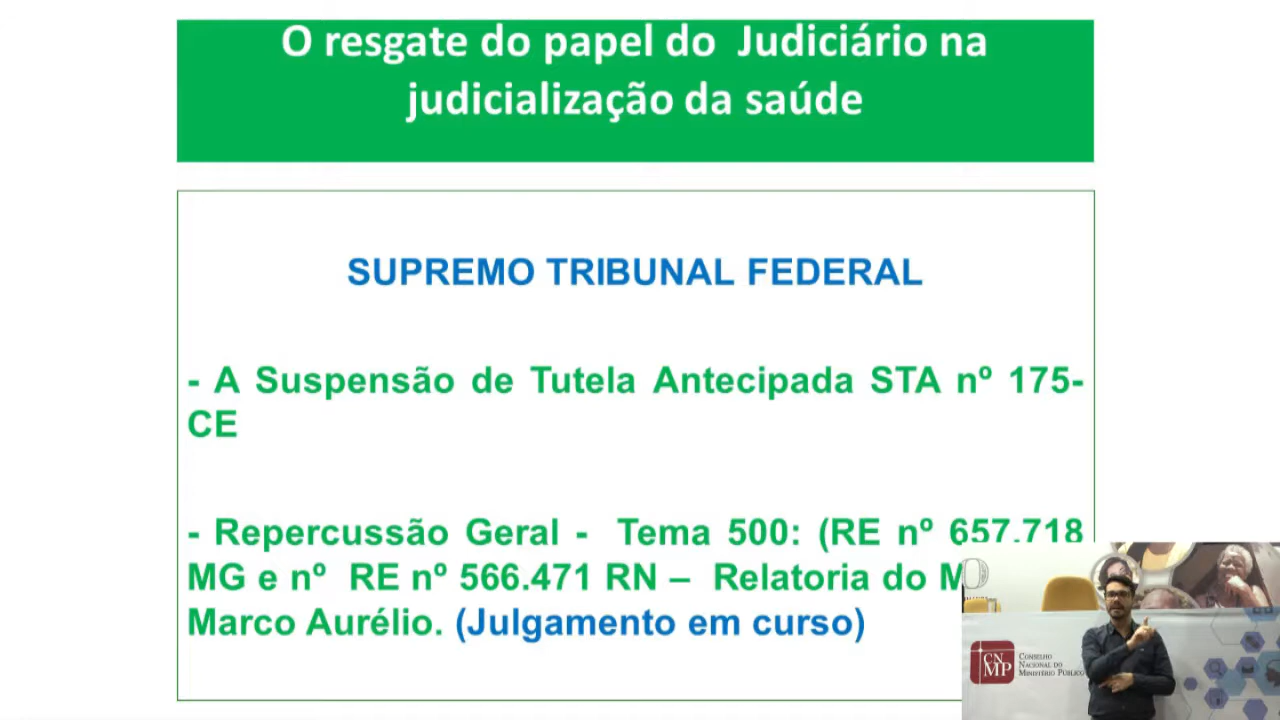 O resgate do papel do Judiciário na
judicialização da saúde
SUPREMO TRIBUNAL FEDERAL
- A Suspensão de Tutela Antecipada STA nº 175-
CE
- Repercussão Geral - Tema 500: (RE nº 657.718
MG e nº RE nº 566.471 RN – Relatoria do
Marco Aurélio. (Julgamento em curso)
CN
MP
CONSELHO
NACIONAL DO
MINISTÉRIO PÚBLICO